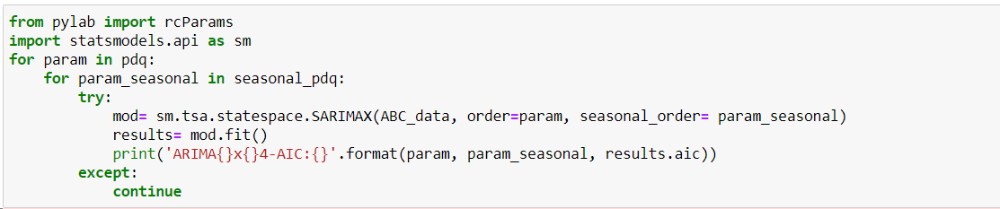 from pylab import rcParams
import statsmodels.api as sm
for param in pdq:
    for param_seasonal in seasonal_pdq:
        try:
            mod= sm.tsa.statespace.SARIMAX(ABC_data, order=param, seasonal_order= param_seasonal)
            results= mod.fit()
            print('ARIMA{}x{}4-AIC:{}'.format(param, param_seasonal, results.aic))
        except:
            continue